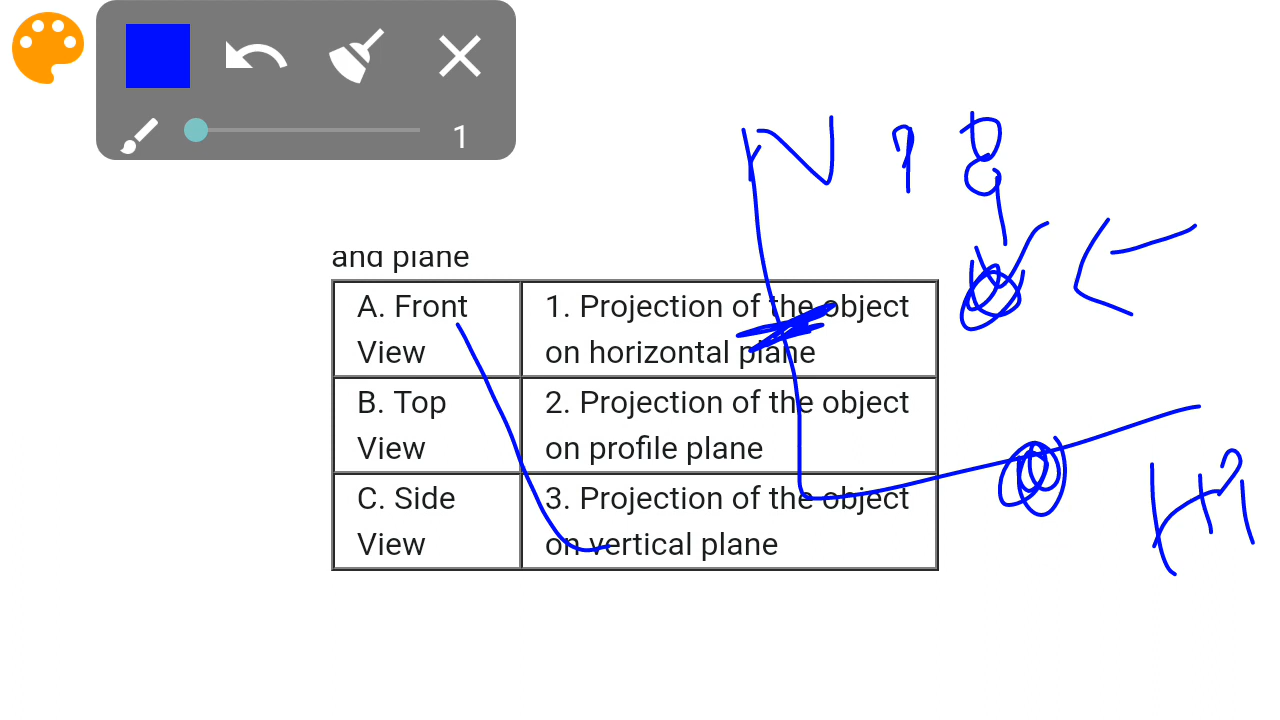 1
and plane
A. Front
View
1. Projection of the object
on horizontal plane
B. Top
View
2. Projection of the object
on profile plane
C. Side
View
3. Projection of the object
on vertical plane